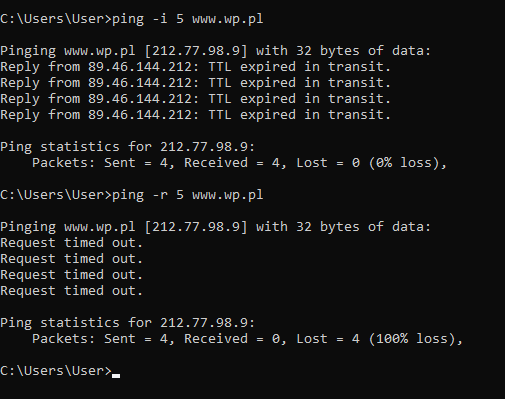 C:\Users\User>ping -i 5 www.wp.pl
Pinging www.wp.pl [212.77.98.9] with 32 bytes of data:
Reply from 89.46.144.212: TTL expired in transit.
Reply from 89.46.144.212: TTL expired in transit.
Reply from 89.46.144.212: TTL expired in transit.
Reply from 89.46.144.212: TTL expired in transit.
Ping statistics for 212.77.98.9:
    Packets: Sent = 4, Received = 4, Lost = 0 (0% loss),
C:\Users\User>ping -r 5 www.wp.pl
Pinging www.wp.pl [212.77.98.9] with 32 bytes of data:
Request timed out.
Request timed out.
Request timed out.
Request timed out.
Ping statistics for 212.77.98.9:
    Packets: Sent = 4, Received = 0, Lost = 4 (100% loss),
C:\Users\User>